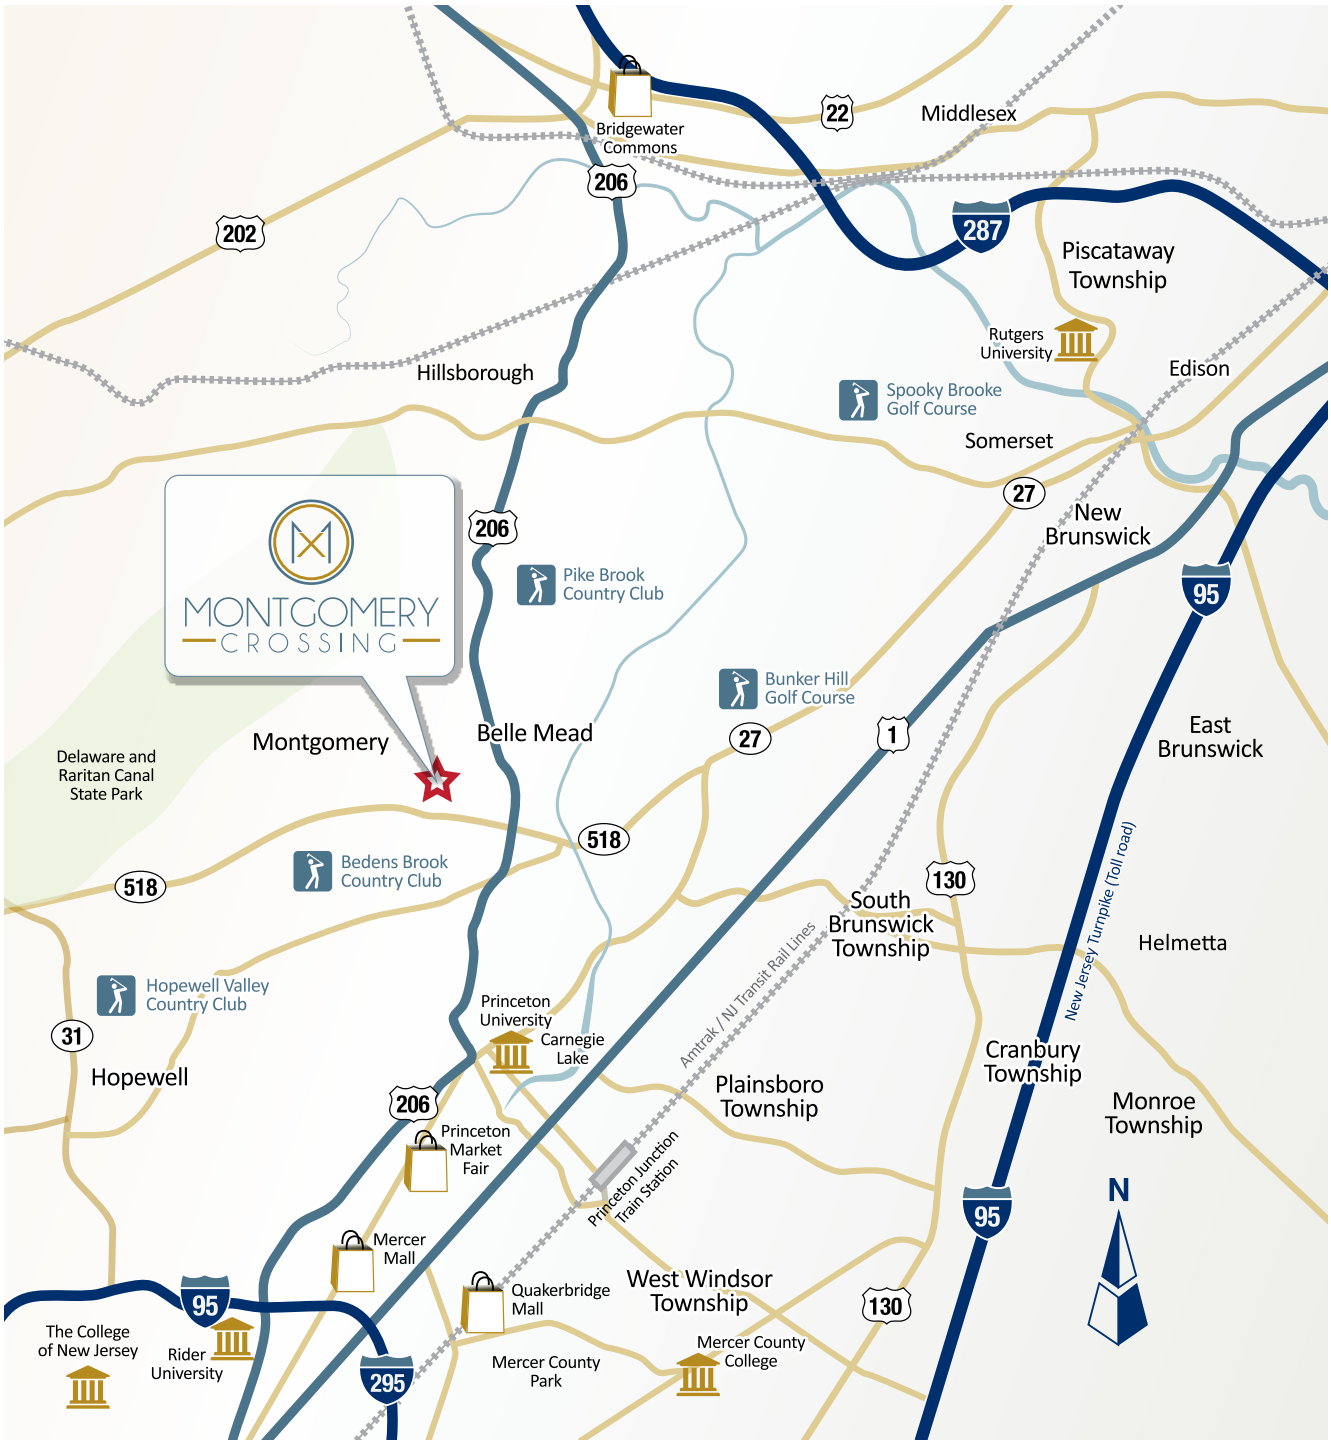 22
Middlesex
Bridgewater
Commons
206
202
287
Piscataway
Township
Rutgers
University
Edison
Hillsborough
Spooky Brooke
Golf Course
Somerset
27
206
New
Brunswick
MONTGOMERY
CROSSING
Pike Brook
Country Club
95
Bunker Hill
Golf Course
27
1
East
Brunswick
Belle Mead
Montgomery
Delaware and
Raritan Canal
State Park
518
Bedens Brook
Country Club
518
130
South
Brunswick
Township
New Jersey Turnpike (Toll road)
Helmetta
Amtrak / NJ Transit Rail Lines
Hopewell Valley
Country Club
31
Princeton
University
Carnegie
Lake
Hopewell
Cranbury
Township
Plainsboro
Township
Monroe
Township
206
Princeton
Market
Fair
Princeton Junction
Train Station
N
95
Mercer
Mall
West Windsor
Township
Quakerbridge
Mall
130
95
The College
of New Jersey
Rider
University
295
Mercer County
Park
Mercer County
College